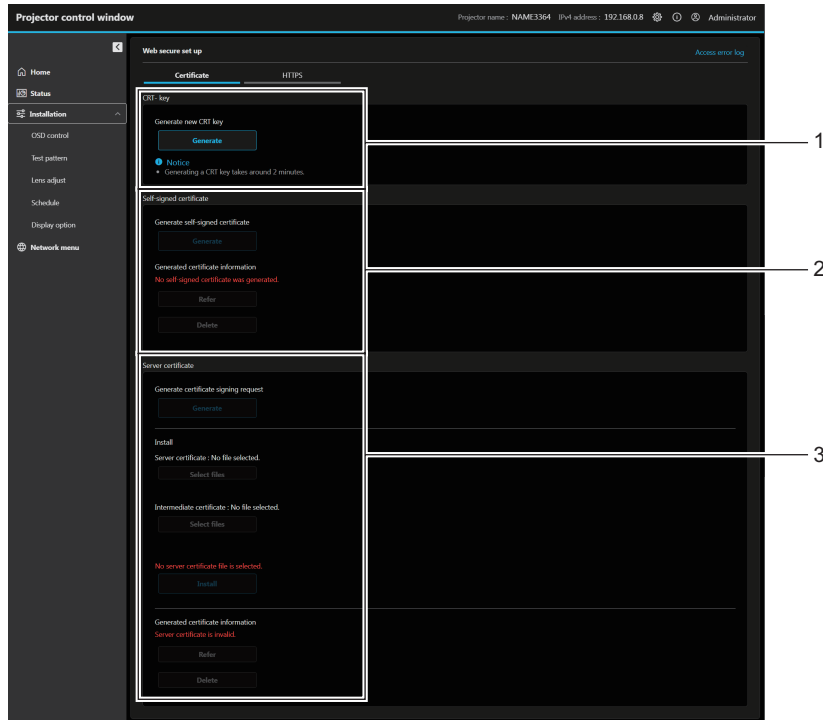 Projector control window
Projector name : NAME3364 IPv4 address : 192.168.0.8 Administrator
Web secure set up
Access error log
Home
Certificate HTTPS
Status
CRT- key
Installation
Generate new CRT key
OSD control
Generate
1
Test pattern
Notice
• Generating a CRT key takes around 2 minutes.
Lens adjust
Self-signed certificate
Schedule
Generate self-signed certificate
Display option
Generate
Network menu
Generated certificate information
2
No self-signed certificate was generated.
Refer
Delete
Server certificate
Generate certificate signing request
Generate
Install
Server certificate : No file selected.
3
Select files
Intermediate certificate : No file selected.
Select files
No server certificate file is selected.
Install
Generated certificate information
Server certificate is invalid.
Refer
Delete